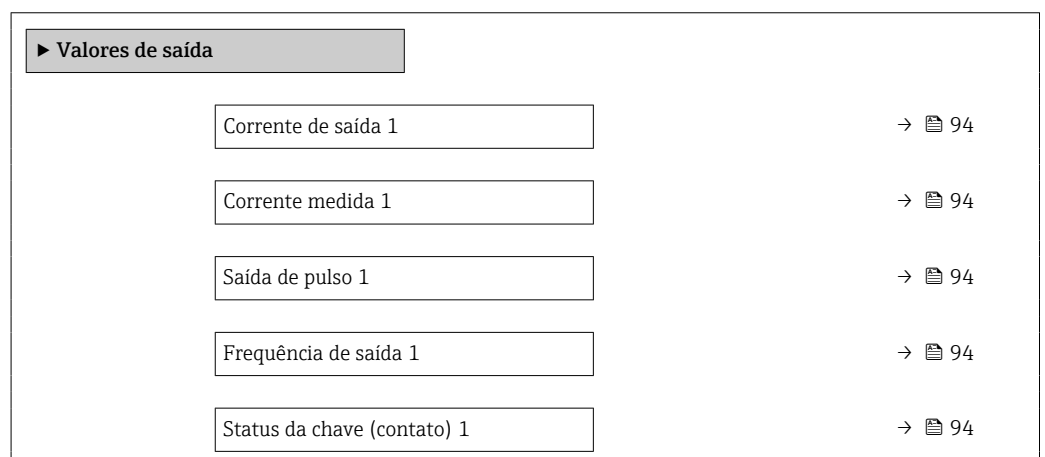 ▶ Valores de saída
Corrente de saída 1 → 94
Corrente medida 1 → 94
Saída de pulso 1 → 94
Frequência de saída 1 → 94
Status da chave (contato) 1 → 94